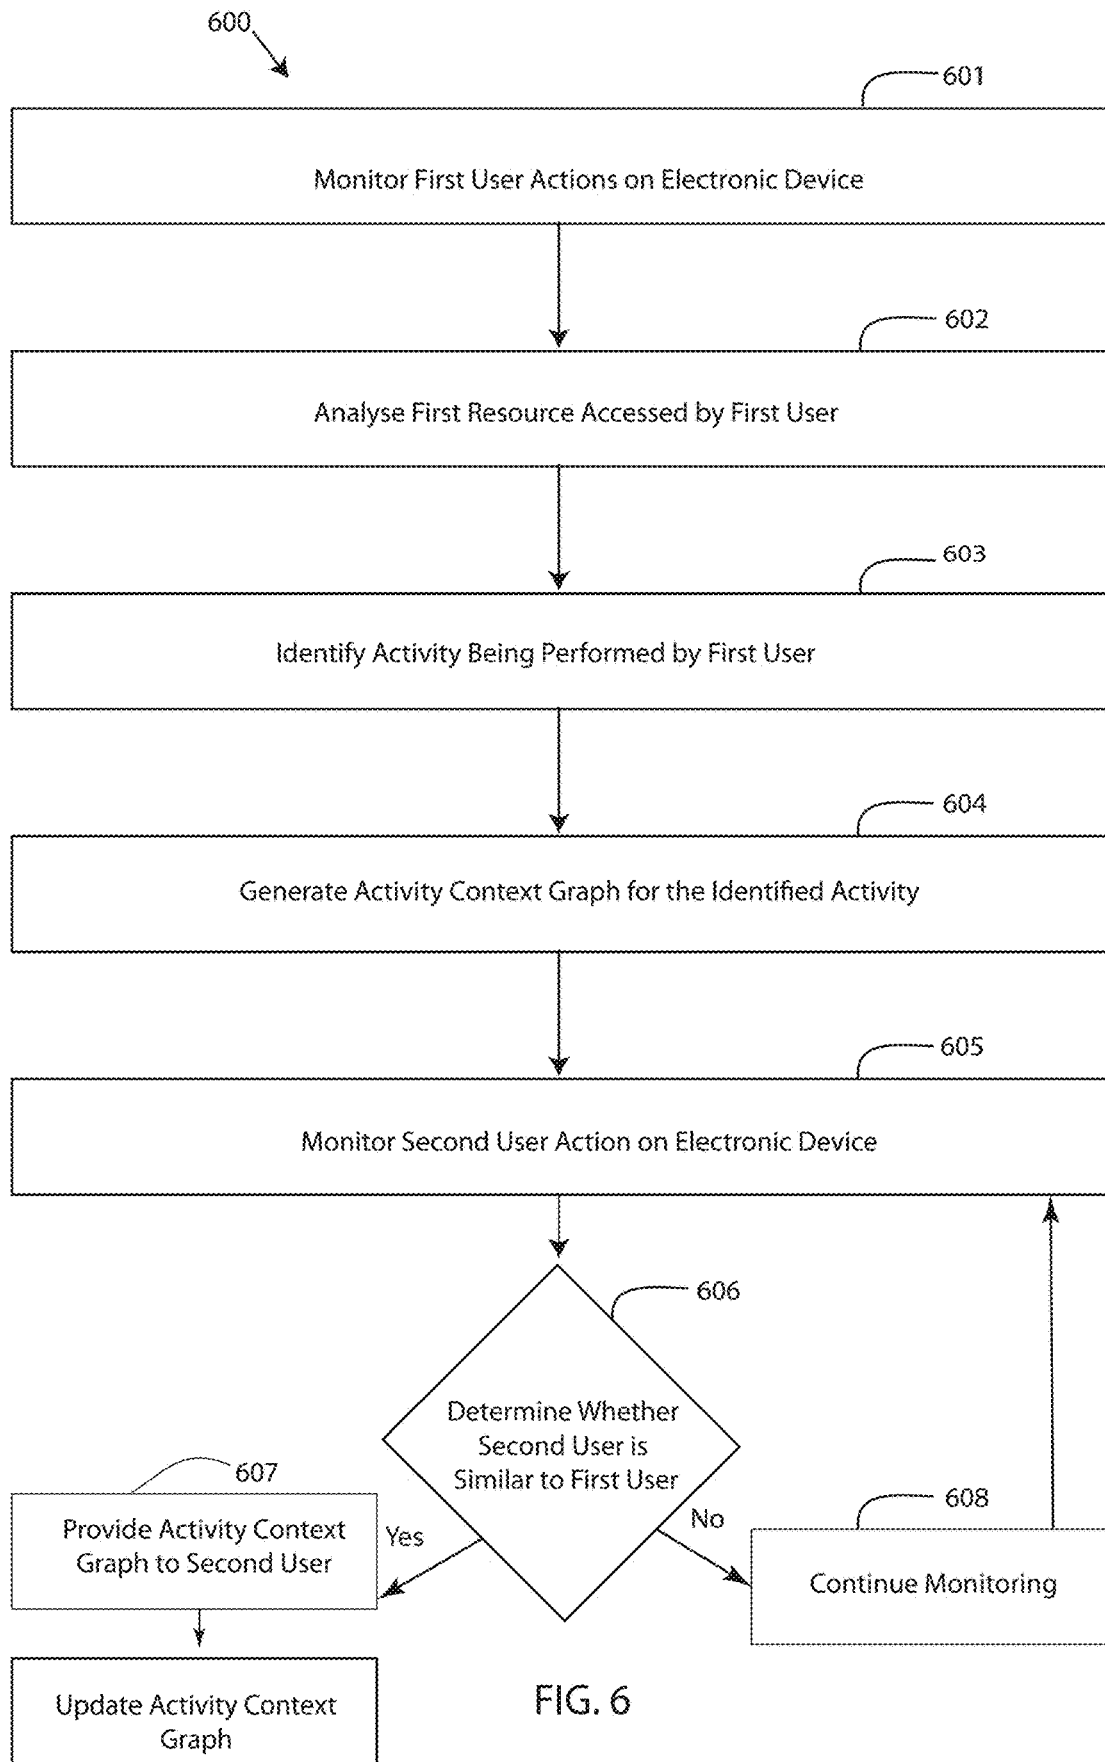 600
601
Monitor First User Actions on Electronic Device
602
Analyse First Resource Accessed by First User
603
Identify Activity Being Performed by First User
604
Generate Activity Context Graph for the Identified Activity
605
Monitor Second User Action on Electronic Device
606
Determine Whether
Second User is
Similar to First User
607
Provide Activity Context
Graph to Second User
Yes
No
608
Continue Monitoring
Update Activity Context
Graph
FIG. 6